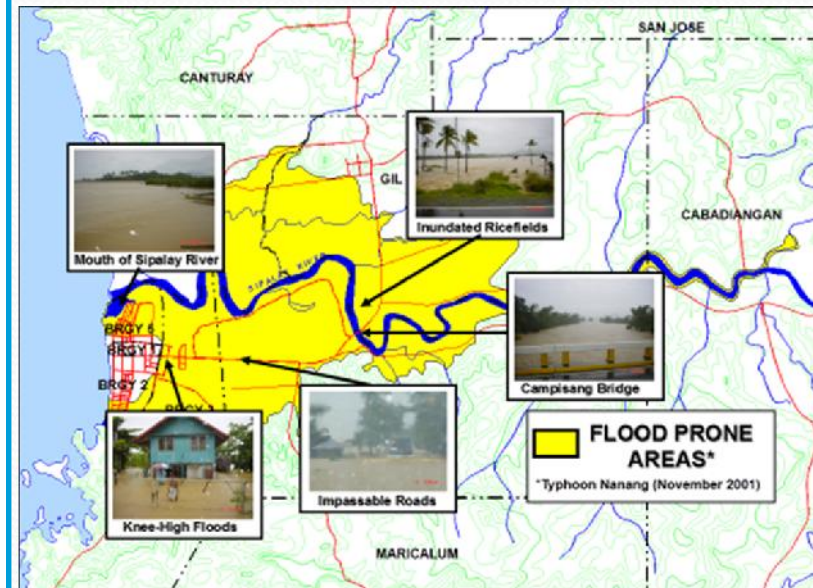 SAN JOSE
CANTURAY
GIL
CABADIANGAN
Inundated Ricefields
Mouth of Sipalay River
SIPALAY RIVER
BRGY 5
BRGY 1
BRGY 2
Campisang Bridge
Impassable Roads
Knee-High Floods
FLOOD PRONE
AREAS*
*Typhoon Nanang (November 2001)
MARICALUM